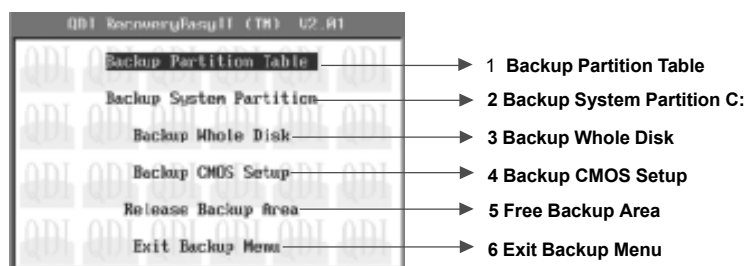 QDI RecoveryEasyII (TM) V2.01
Backup Partition Table
1 Backup Partition Table
Backup System Partition
2 Backup System Partition C:
Backup Whole Disk
3 Backup Whole Disk
Backup CMOS Setup
4 Backup CMOS Setup
Release Backup Area
5 Free Backup Area
Exit Backup Menu
6 Exit Backup Menu